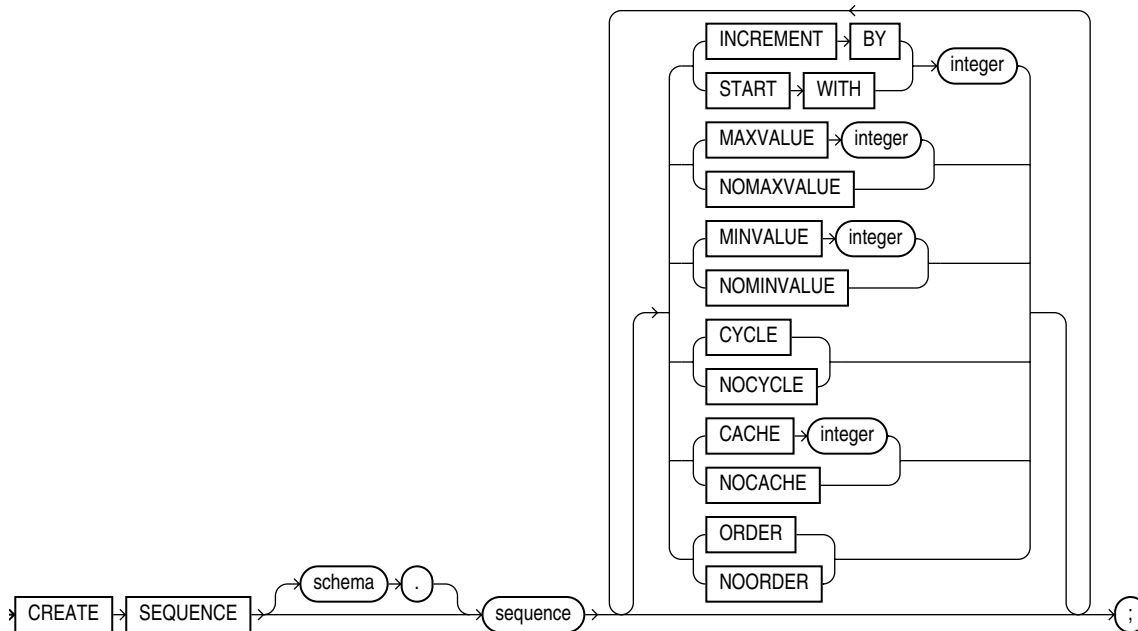 INCREMENT BY
integer
START WITH
MAXVALUE integer
NOMAXVALUE
MINVALUE integer
NOMINVALUE
CYCLE
NOCYCLE
CACHE integer
NOCACHE
ORDER
NOORDER
schema .
CREATE SEQUENCE sequence ;